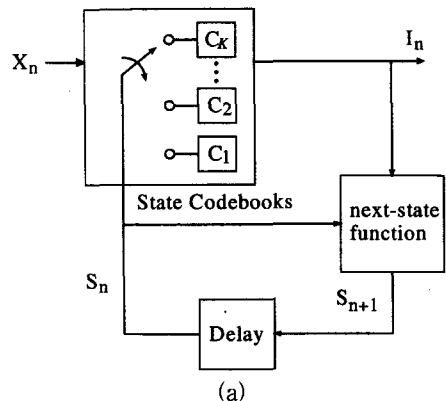 X_n
C_K
C_2
C_1
I_n
State Codebooks
next-state
function
S_n
S_{n+1}
Delay
(a)